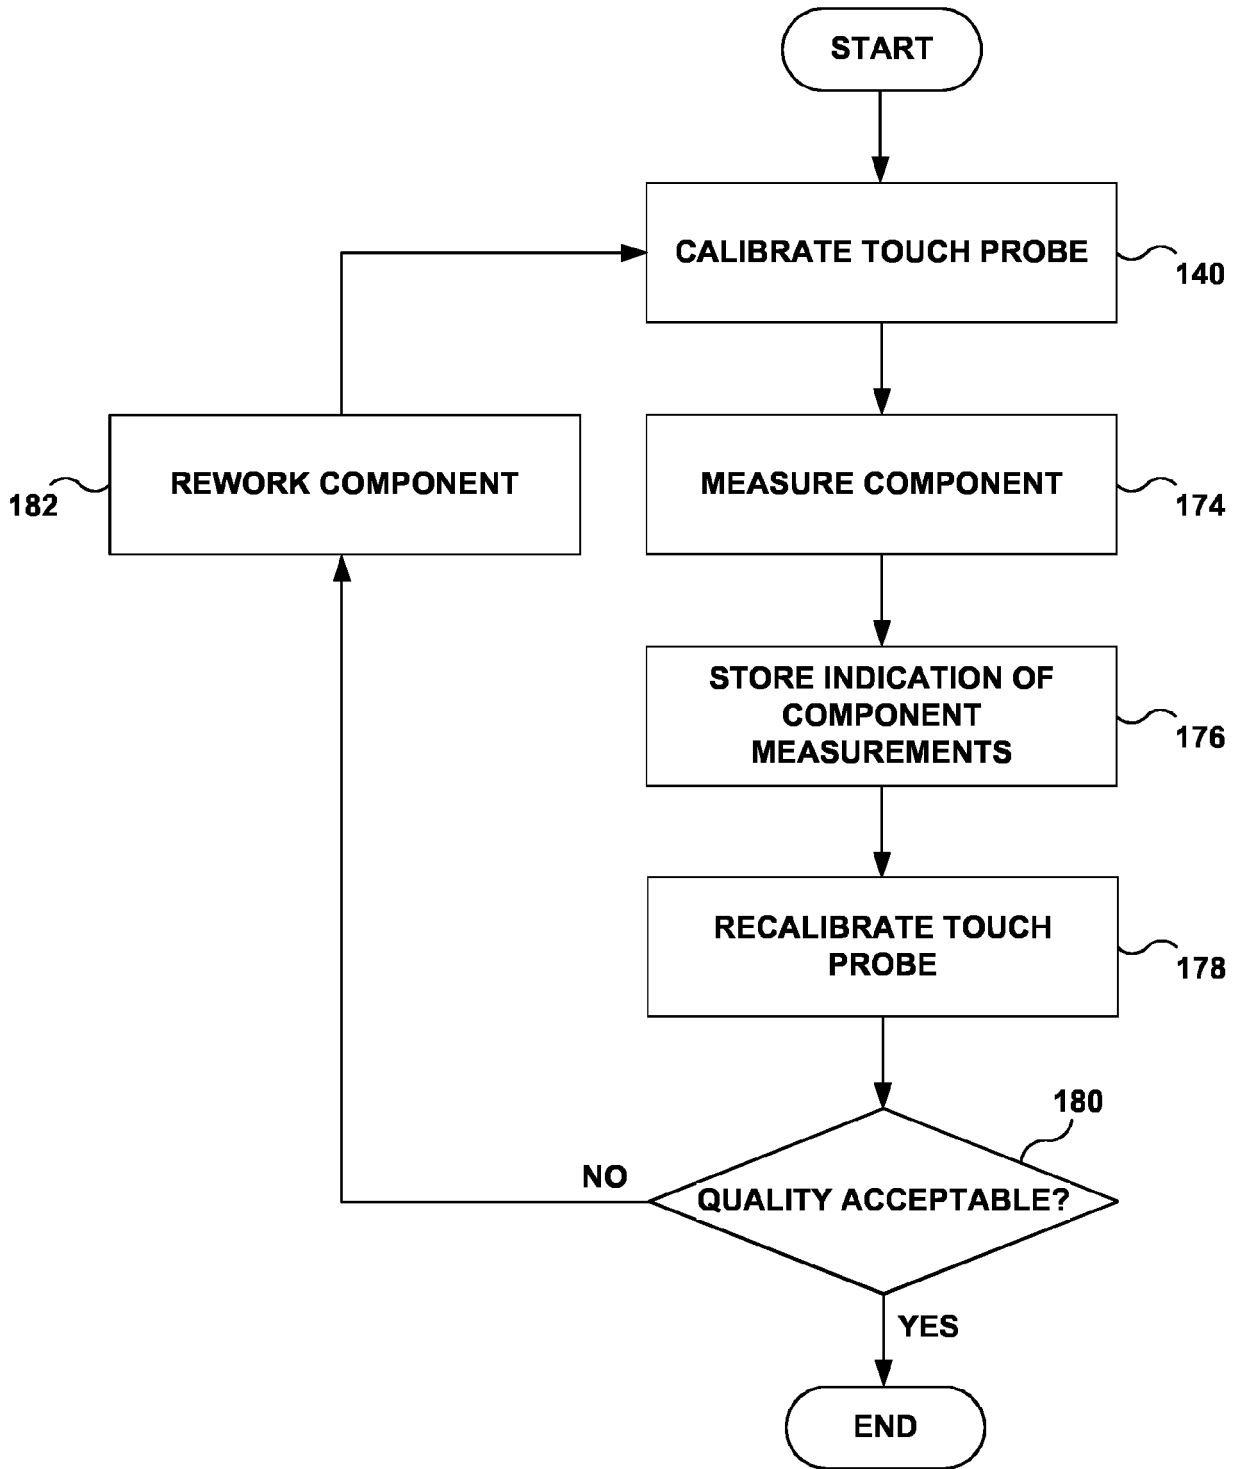 START
CALIBRATE TOUCH PROBE
140
REWORK COMPONENT
182
MEASURE COMPONENT
174
STORE INDICATION OF
COMPONENT
MEASUREMENTS
176
RECALIBRATE TOUCH
PROBE
178
180
NO
QUALITY ACCEPTABLE?
YES
END